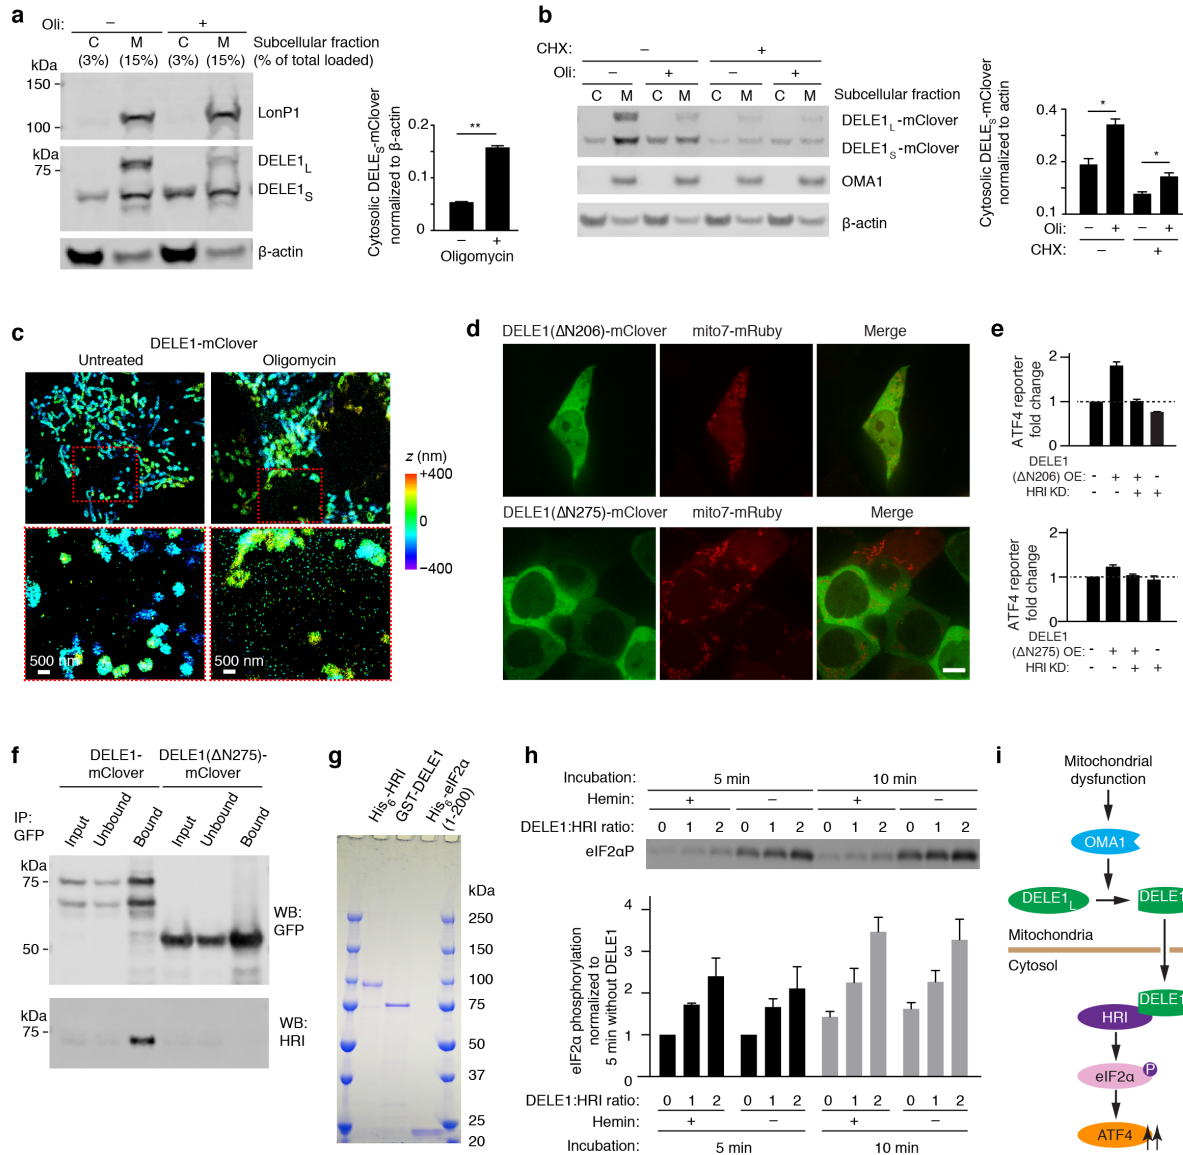 a
Oli: – +
C M C M Subcellular fraction
(3%) (15%) (3%) (15%) (% of total loaded)
kDa
150
100
LonP1
kDa
75
DELE1L
DELE1S
β-actin
Cytosolic DELES-mClover
normalized to β-actin
0.2
0.1
0
**
– +
Oligomycin
b
CHX: – +
Oli: – + – +
C M C M C M C M Subcellular fraction
DELE1L-mClover
DELE1S-mClover
OMA1
β-actin
Cytosolic DELES-mClover
normalized to actin
0.4
0.2
0.1
*
*
Oli: – + – +
CHX: – +
c
DELE1-mClover
Untreated Oligomycin
z (nm)
+400
0
−400
500 nm
500 nm
d
DELE1(ΔN206)-mClover mito7-mRuby Merge
DELE1(ΔN275)-mClover mito7-mRuby Merge
e
ATF4 reporter
fold change
2
1
0
DELE1
(ΔN206) OE: - + + -
HRI KD: - - + +
ATF4 reporter
fold change
2
1
0
DELE1
(ΔN275) OE: - + + -
HRI KD: - - + +
f
DELE1-
mClover
DELE1(ΔN275)-
mClover
IP:
GFP
Input Unbound Bound Input Unbound Bound
kDa
75
50
WB:
GFP
kDa
75
WB:
HRI
g
His6-HRI
GST-DELE1
His6-eIF2α
(1-200)
kDa
250
150
100
75
50
37
25
20
h
Incubation: 5 min 10 min
Hemin: + – + –
DELE1:HRI ratio: 0 1 2 0 1 2 0 1 2 0 1 2
eIF2αP
eIF2α phosphorylation
normalized to
5 min without DELE1
4
3
2
1
0
DELE1:HRI ratio: 0 1 2 0 1 2 0 1 2 0 1 2
Hemin: + – + –
Incubation: 5 min 10 min
i
Mitochondrial
dysfunction
OMA1
DELE1L DELE1
Mitochondria
Cytosol
DELE1
HRI
eIF2α P
ATF4